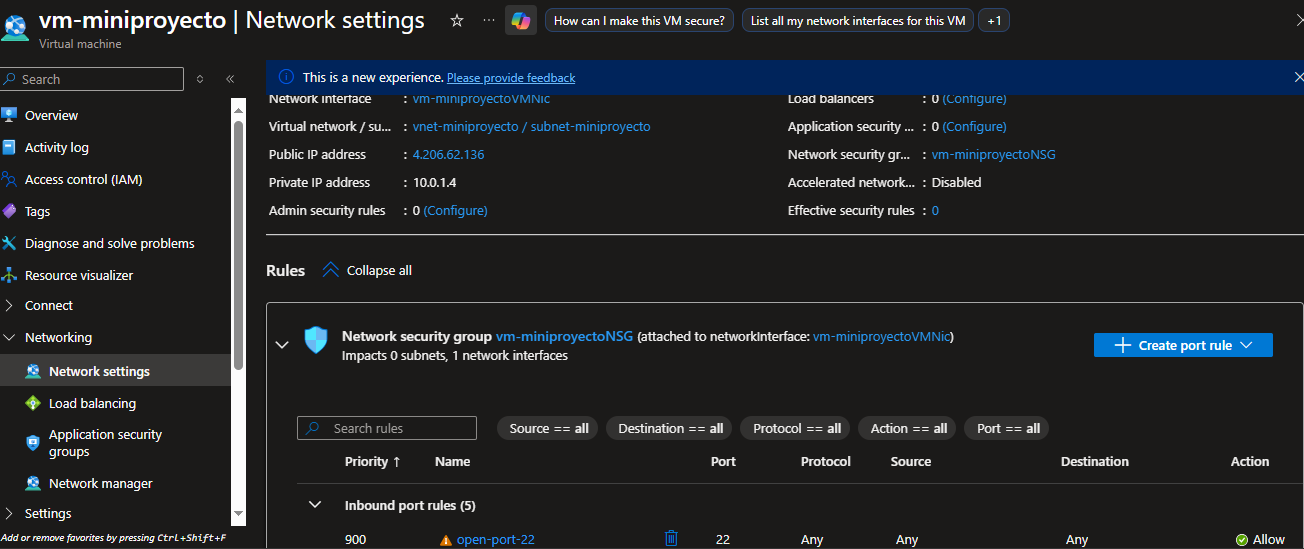 vm-miniproyecto | Network settings ☆ ··· How can I make this VM secure? List all my network interfaces for this VM +1
Virtual machine
Search
This is a new experience. Please provide feedback
Overview
Activity log
Access control (IAM)
Tags
Diagnose and solve problems
Resource visualizer
Connect
Networking
Network settings
Load balancing
Application security groups
Network manager
Settings
Add or remove favorites by pressing Ctrl+Shift+F
Network interface : vm-miniproyectoVMNic
Virtual network / su... : vnet-miniproyecto / subnet-miniproyecto
Public IP address : 4.206.62.136
Private IP address : 10.0.1.4
Admin security rules : 0 (Configure)
Load balancers : 0 (Configure)
Application security ... : 0 (Configure)
Network security gr... : vm-miniproyectoNSG
Accelerated network... : Disabled
Effective security rules : 0
Rules Collapse all
Network security group vm-miniproyectoNSG (attached to networkInterface: vm-miniproyectoVMNic)
Impacts 0 subnets, 1 network interfaces
+ Create port rule
Search rules Source == all Destination == all Protocol == all Action == all Port == all
Priority ↑ Name Port Protocol Source Destination Action
Inbound port rules (5)
900 open-port-22 22 Any Any Any Allow